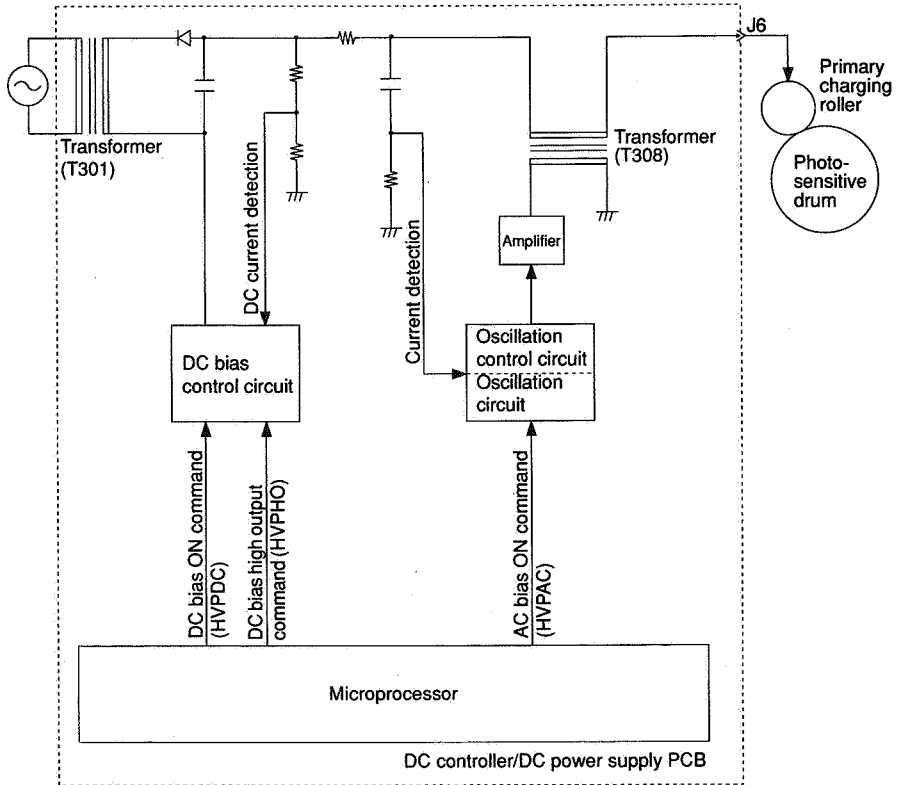 J6
Primary
charging
roller
Transformer
(T301)
Transformer
(T308)
Photo-
sensitive
drum
DC current detection
Current detection
Amplifier
DC bias
control circuit
Oscillation
control circuit
Oscillation
circuit
DC bias ON command
(HVPDC)
DC bias high output
command (HVPHO)
AC bias ON command
(HVPAC)
Microprocessor
DC controller/DC power supply PCB